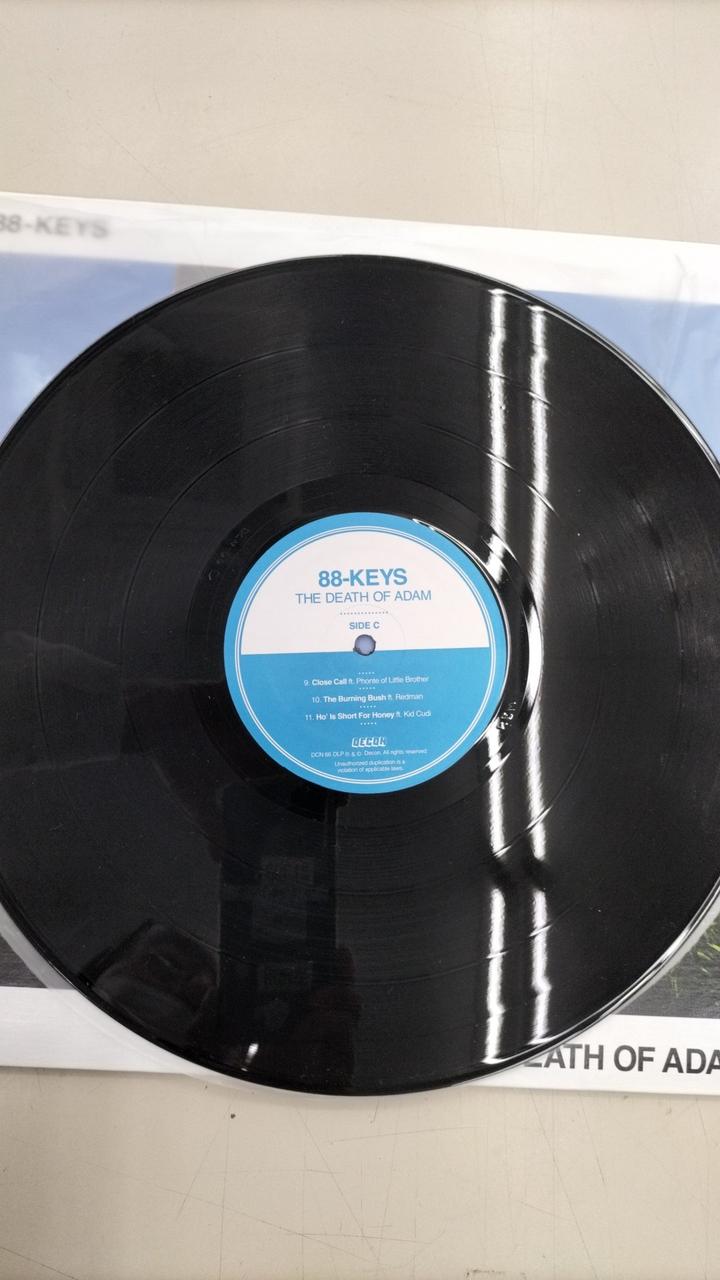 88-KEYS
88-KEYS
THE DEATH OF ADAM
SIDE C
9. Close Call ft. Phonte of Little Brother
10. The Burning Bush ft. Redman
11. Ho' Is Short For Honey ft. Kid Cudi
DECON
DCN 66 DLP ℗ & © Decon. All rights reserved
Unauthorized duplication is a
violation of applicable laws.
DEATH OF ADA